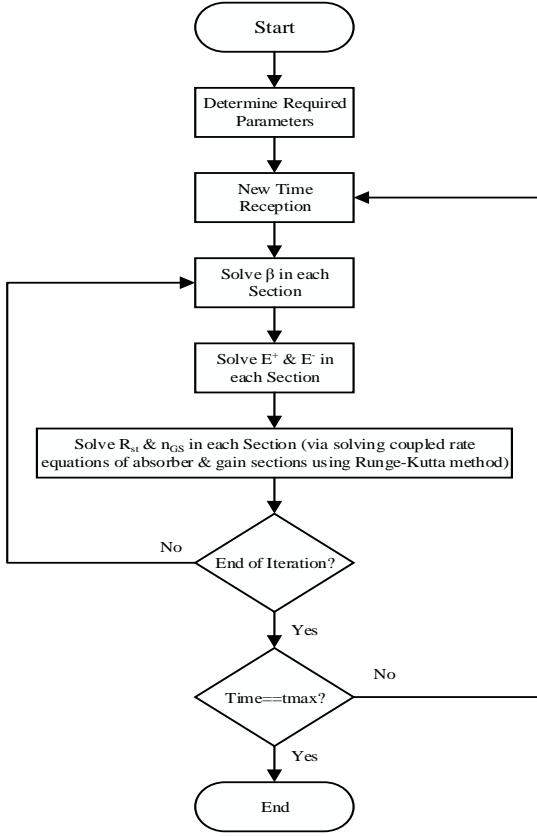 Start
Determine Required
Parameters
New Time
Reception
Solve β in each
Section
Solve E⁺ & E⁻ in
each Section
Solve Rst & nGS in each Section (via solving coupled rate
equations of absorber & gain sections using Runge-Kutta method)
No
End of Iteration?
Yes
No
Time==tmax?
Yes
End